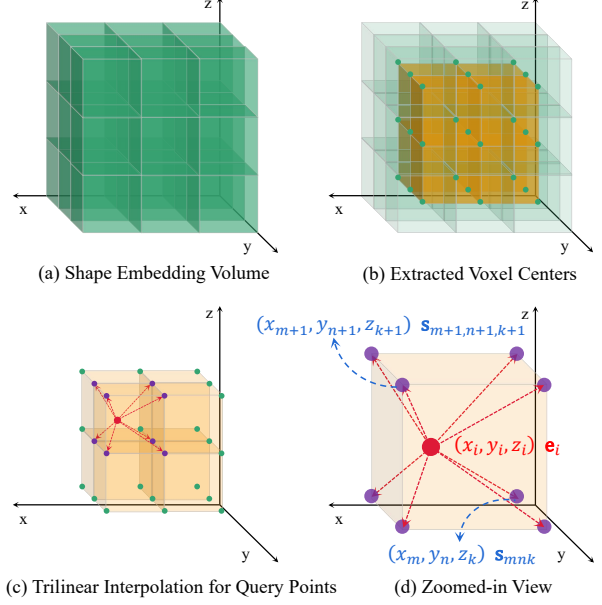 z
z
x
y
x
y
(a) Shape Embedding Volume
(b) Extracted Voxel Centers
z
z
(x_{m+1}, y_{n+1}, z_{k+1}) s_{m+1,n+1,k+1}
(x_i, y_i, z_i) e_i
x
y
x
y
(x_m, y_n, z_k) s_{mnk}
(c) Trilinear Interpolation for Query Points
(d) Zoomed-in View